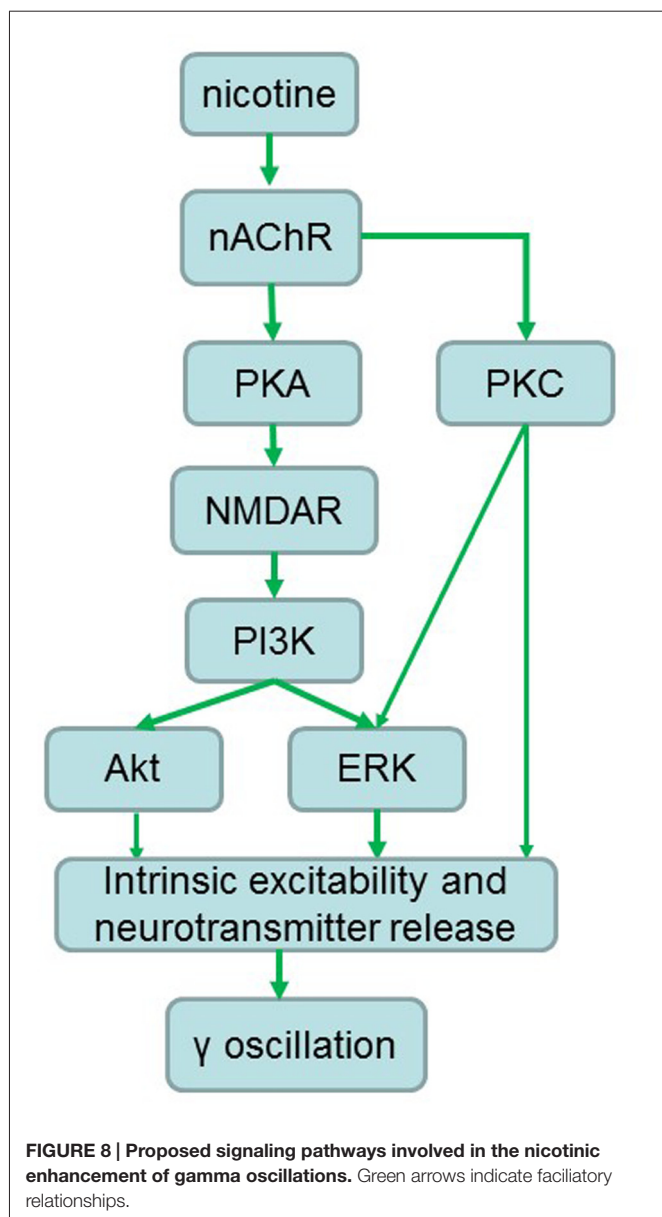 nicotine
nAChR
PKA
PKC
NMDAR
PI3K
Akt
ERK
Intrinsic excitability and
neurotransmitter release
γ oscillation
FIGURE 8 | Proposed signaling pathways involved in the nicotinic
enhancement of gamma oscillations. Green arrows indicate faciliatory
relationships.